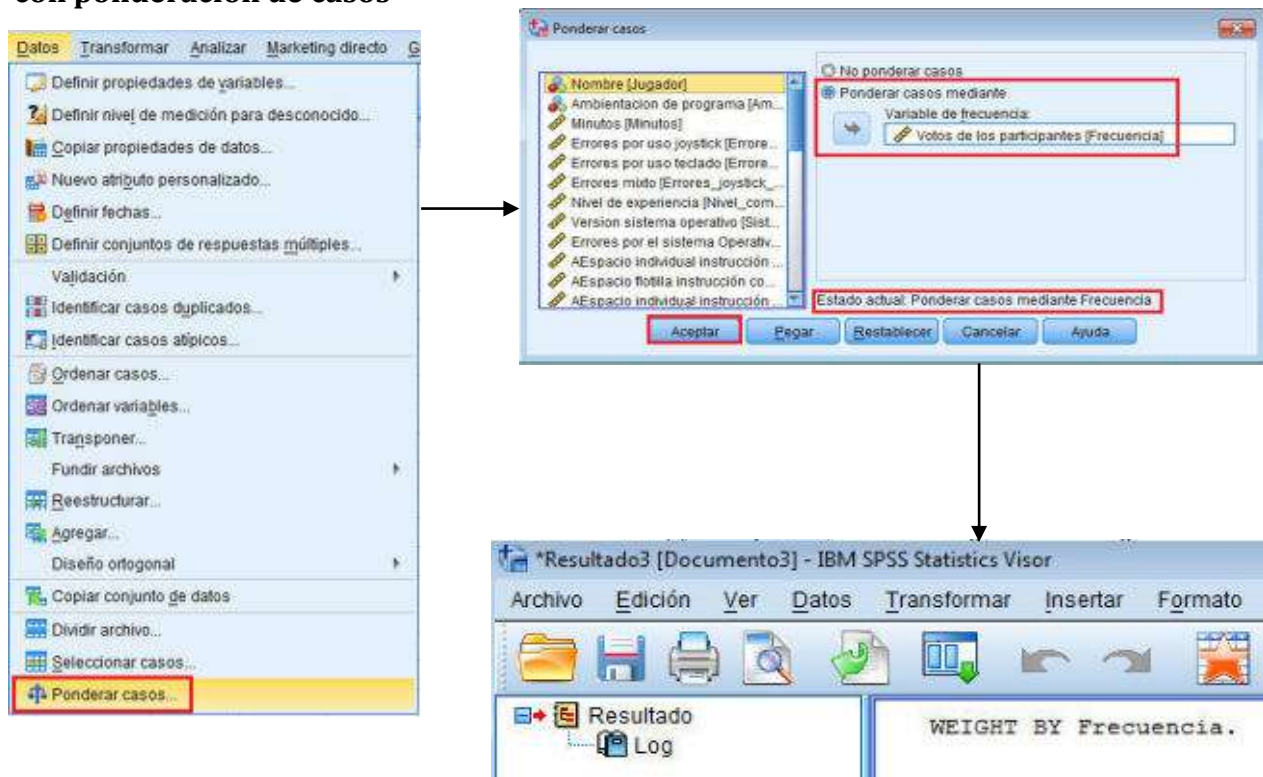 con ponderación de casos
Datos Transformar Analizar Marketing directo G
Definir propiedades de variables...
Definir nivel de medición para desconocido...
Copiar propiedades de datos...
Nuevo atributo personalizado...
Definir fechas...
Definir conjuntos de respuestas múltiples...
Validación
Identificar casos duplicados...
Identificar casos atípicos...
Ordenar casos...
Ordenar variables...
Transponer...
Fundir archivos
Reestructurar...
Agregar...
Diseño ortogonal
Copiar conjunto de datos
Dividir archivo...
Seleccionar casos...
Ponderar casos...
Ponderar casos
Nombre [Jugador]
Ambientacion de programa [Am...
Minutos [Minutos]
Errores por uso joystick [Errore...
Errores por uso teclado [Errore...
Errores mixto [Errores_joystick_...
Nivel de experiencia [Nivel_com...
Version sistema operativo [Sist...
Errores por el sistema Operativ...
AEspacio individual instrucción ...
AEspacio flotilla instrucción co...
AEspacio individual instrucción ...
No ponderar casos
Ponderar casos mediante
Variable de frecuencia:
Votos de los participantes [Frecuencia]
Estado actual: Ponderar casos mediante Frecuencia
Aceptar Pegar Restablecer Cancelar Ayuda
*Resultado3 [Documento3] - IBM SPSS Statistics Visor
Archivo Edición Ver Datos Transformar Insertar Formato
Resultado
Log
WEIGHT BY Frecuencia.